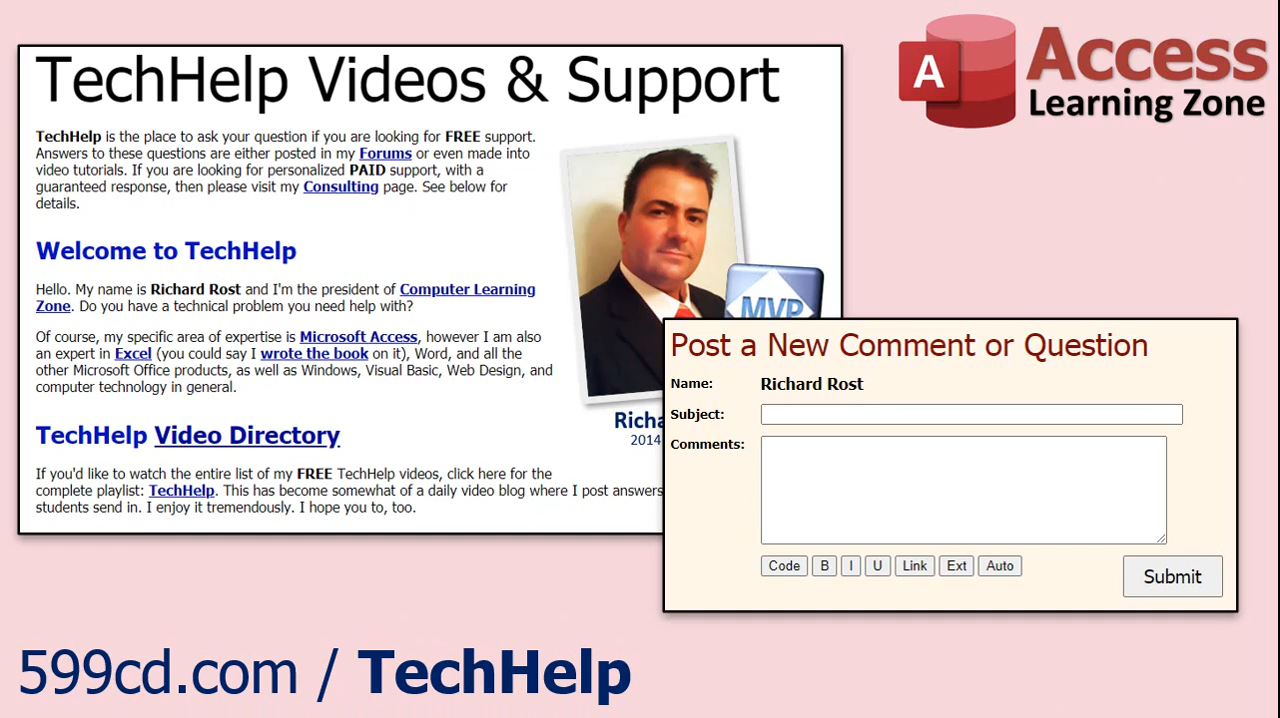 TechHelp Videos & Support
TechHelp is the place to ask your question if you are looking for FREE support.
Answers to these questions are either posted in my Forums or even made into
video tutorials. If you are looking for personalized PAID support, with a
guaranteed response, then please visit my Consulting page. See below for
details.
Welcome to TechHelp
Hello. My name is Richard Rost and I'm the president of Computer Learning
Zone. Do you have a technical problem you need help with?
Of course, my specific area of expertise is Microsoft Access, however I am also
an expert in Excel (you could say I wrote the book on it), Word, and all the
other Microsoft Office products, as well as Windows, Visual Basic, Web Design, and
computer technology in general.
TechHelp Video Directory
If you'd like to watch the entire list of my FREE TechHelp videos, click here for the
complete playlist: TechHelp. This has become somewhat of a daily video blog where I post answers
students send in. I enjoy it tremendously. I hope you to, too.
MVP
Richa
2014
A
Access
Learning Zone
Post a New Comment or Question
Name: Richard Rost
Subject:
Comments:
Code B I U Link Ext Auto
Submit
599cd.com / TechHelp